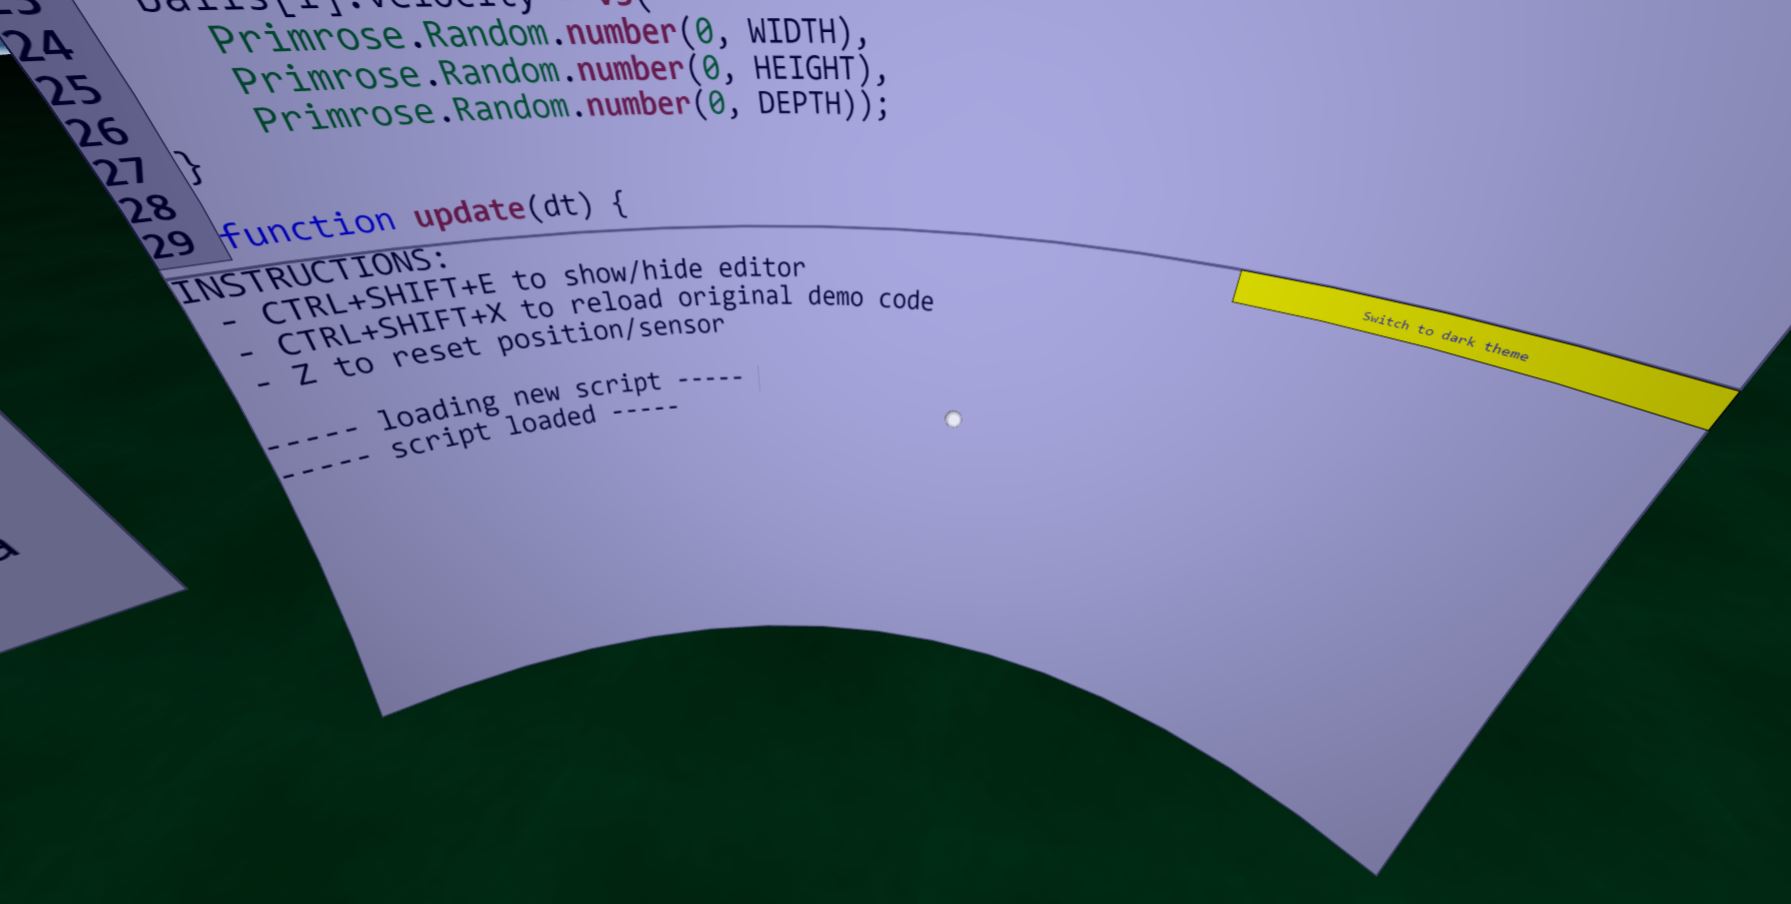 23
24 Primrose.Random.number(0, WIDTH),
25 Primrose.Random.number(0, HEIGHT),
26 Primrose.Random.number(0, DEPTH));
27 }
28
29 function update(dt) {
INSTRUCTIONS:
- CTRL+SHIFT+E to show/hide editor
- CTRL+SHIFT+X to reload original demo code
- Z to reset position/sensor
----- loading new script -----
----- script loaded -----
Switch to dark theme